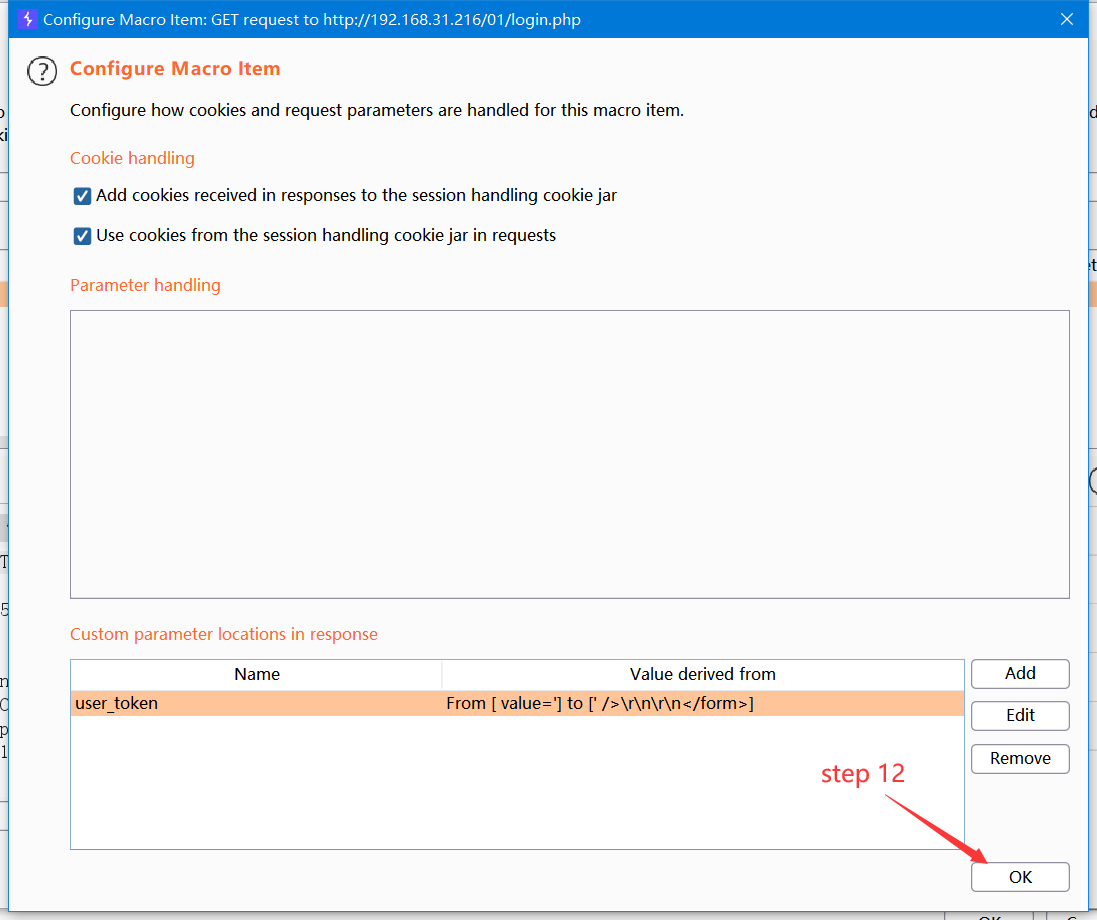 Configure Macro Item: GET request to http://192.168.31.216/01/login.php
?
Configure Macro Item
Configure how cookies and request parameters are handled for this macro item.
Cookie handling
Add cookies received in responses to the session handling cookie jar
Use cookies from the session handling cookie jar in requests
Parameter handling
Custom parameter locations in response
Name Value derived from
user_token From [ value='] to [' />\r\n\r\n</form>]
Add
Edit
Remove
step 12
OK